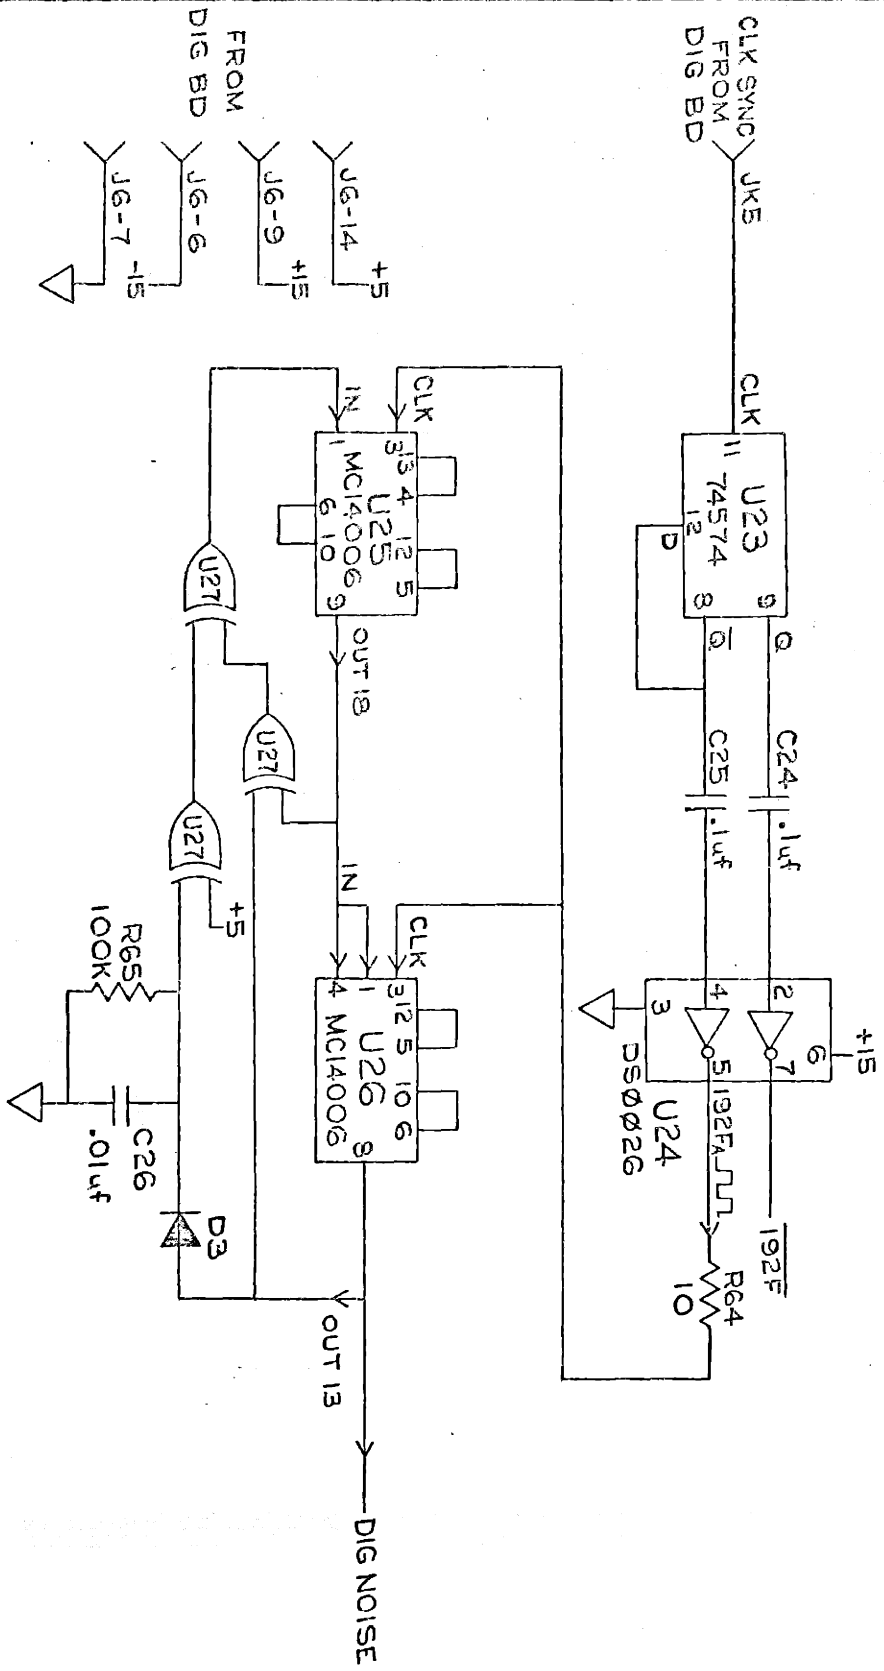 CLK SYNC
FROM
DIG BD
JK5
CLK
11
U23
74S74
12
D
8
9
Q
Q
C24
.1uf
C25
.1uf
+15
6
2
7
4
5
3
U24
DS0026
192F
192FA
R64
10
FROM
DIG BD
J6-14
+5
J6-9
+15
J6-6
-15
J6-7
CLK
IN
3
13
4
12
5
1
U25
MC14006
6
10
9
OUT 18
IN
CLK
3
12
5
10
6
1
4
U26
MC14006
8
OUT 13
DIG NOISE
U27
U27
U27
+5
R65
100K
C26
.01uf
D3